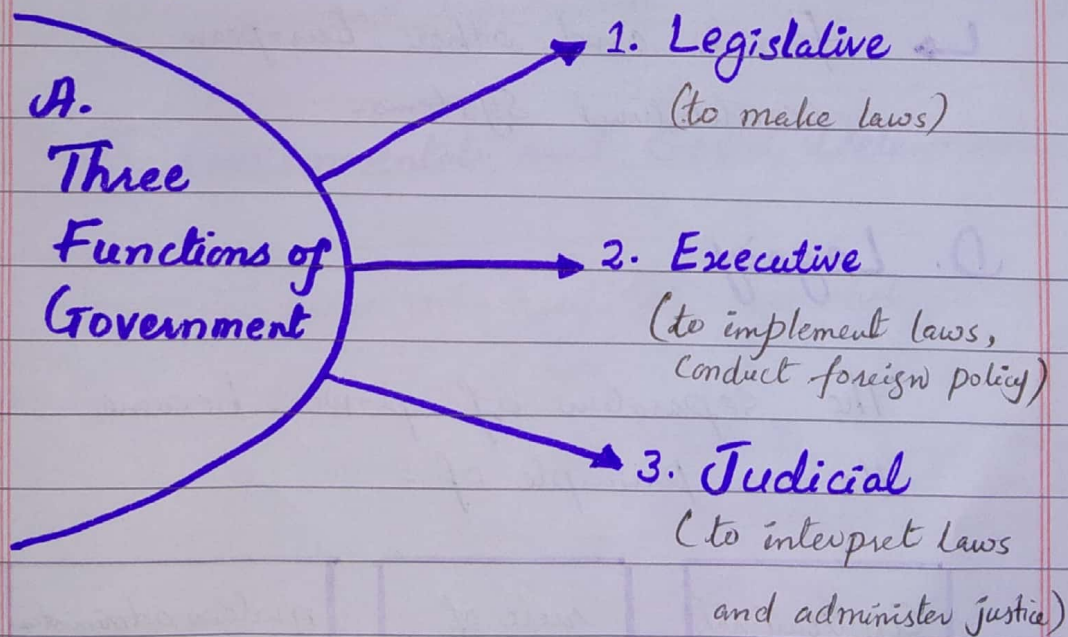 A.
Three
Functions of
Government
1. Legislative
(to make laws)
2. Executive
(to implement laws,
conduct foreign policy)
3. Judicial
(to interpret laws
and administer justice)